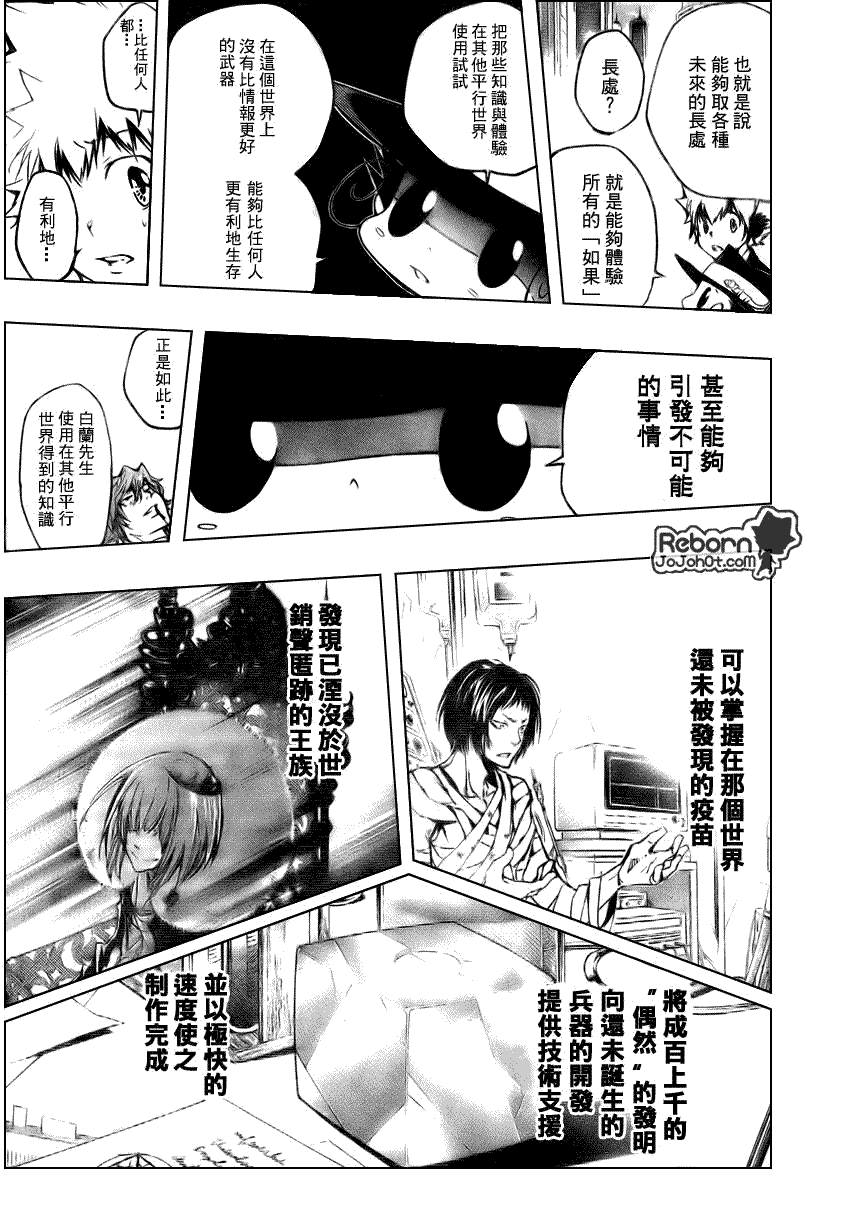 也就是說
能夠取各種
未來的長處
長處?
就是能夠體驗
所有的「如果」
把那些知識與體驗
在其他平行世界
使用試試
在這個世界上
沒有比情報更好
的武器
能夠比任何人
更有利地生存
…比任何人
都…
有利地…
甚至能夠
引發不可能
的事情
正是如此…
白蘭先生
使用在其他平行
世界得到的知識
Reborn
JoJohOt.com
可以掌握在那個世界
還未被發現的疫苗
發現已湮沒於世
銷聲匿跡的王族
將成百上千的
"偶然"的發明
向還未誕生的
兵器的開發
提供技術支援
並以極快的
速度使之
制作完成